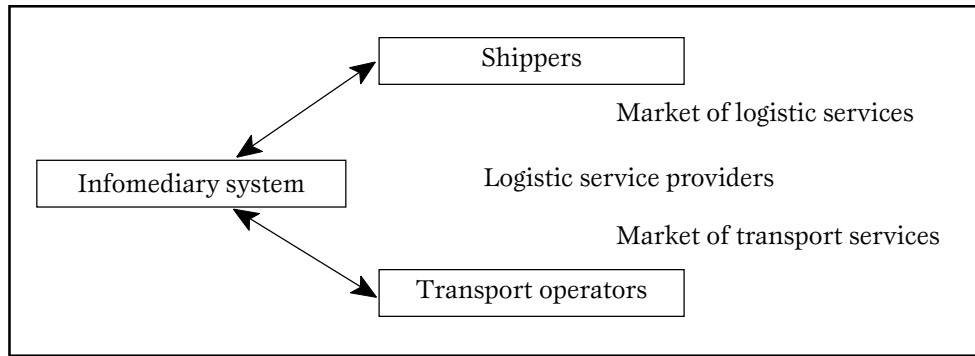 Shippers
Market of logistic services
Infomediary system
Logistic service providers
Market of transport services
Transport operators